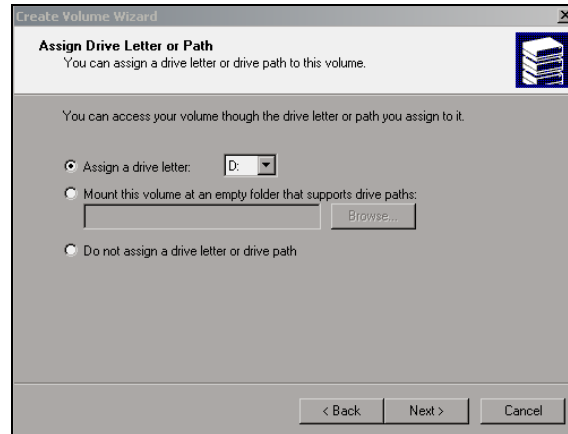 Create Volume Wizard
Assign Drive Letter or Path
You can assign a drive letter or drive path to this volume.
You can access your volume though the drive letter or path you assign to it.
Assign a drive letter: D:
Mount this volume at an empty folder that supports drive paths:
Browse...
Do not assign a drive letter or drive path
< Back Next > Cancel